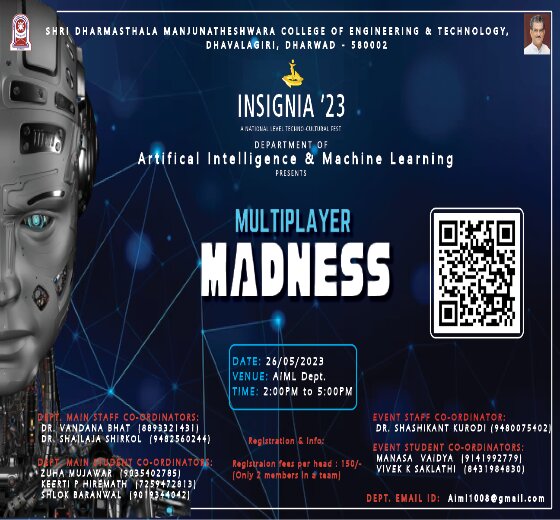 SHRI DHARMASTHALA MANJUNATHESHWARA COLLEGE OF ENGINEERING & TECHNOLOGY,
DHAVALAGIRI, DHARWAD - 580002
INSIGNIA '23
A NATIONAL LEVEL TECHNO-CULTURAL FEST
DEPARTMENT OF
Artifical Intelligence & Machine Learning
PRESENTS
MULTIPLAYER
MADNESS
DATE: 26/05/2023
VENUE: AiML Dept.
TIME: 2:00PM to 5:00PM
DEPT. MAIN STAFF CO-ORDINATORS:
DR. VANDANA BHAT (8893321431)
DR. SHAILAJA SHIRKOL (9482560244)
DEPT. MAIN STUDENT CO-ORDINATORS:
ZUHA MUJAWAR (9035402785)
KEERTI P HIREMATH (7259472813)
SHLOK BARANWAL (9019344042)
Registration & Info:
Registraion fees per head : 150/-
(Only 2 members in a team)
EVENT STAFF CO-ORDINATOR:
DR. SHASHIKANT KURODI (9480075402)
EVENT STUDENT CO-ORDINATORS:
MANASA VAIDYA (9141992779)
VIVEK K SAKLATHI (8431984830)
DEPT. EMAIL ID: Aiml1008@gmail.com